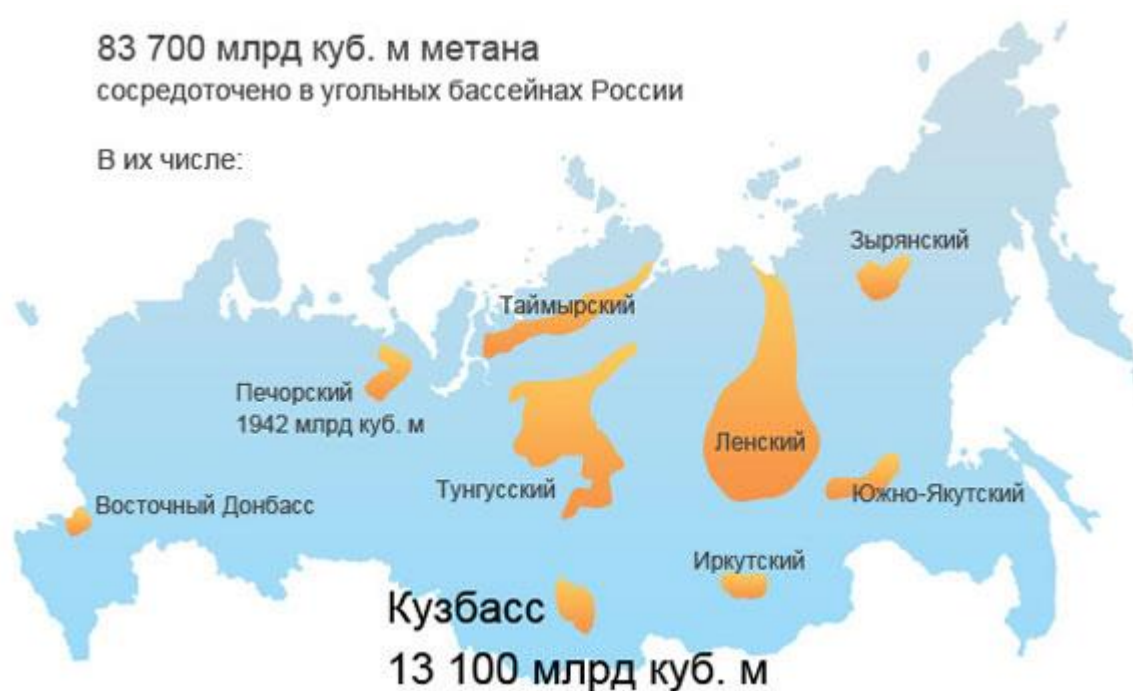 83 700 млрд куб. м метана
сосредоточено в угольных бассейнах России
В их числе:
Зырянский
Таймырский
Печорский
1942 млрд куб. м
Ленский
Тунгусский
Южно-Якутский
Восточный Донбасс
Иркутский
Кузбасс
13 100 млрд куб. м